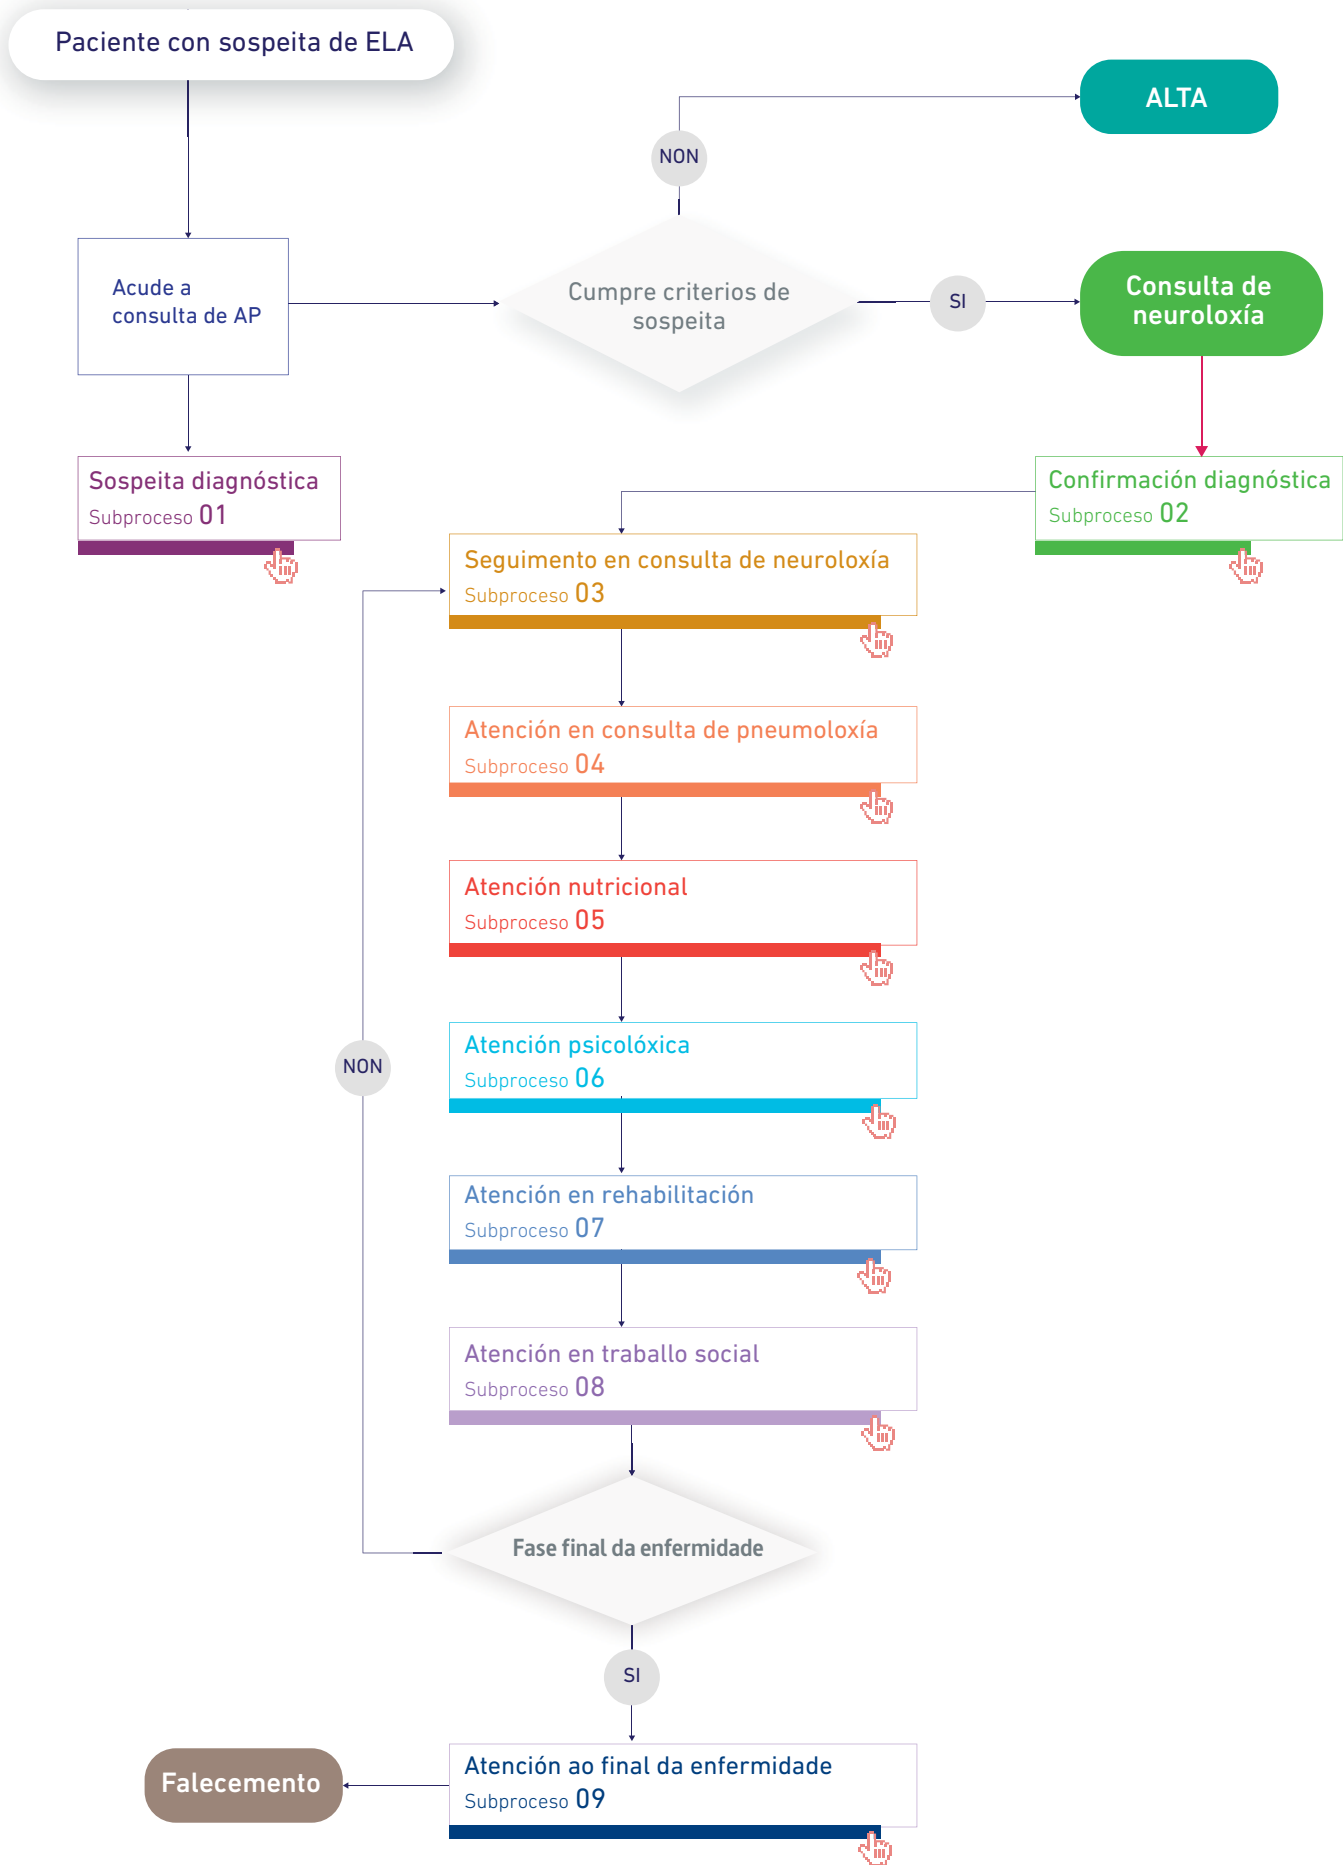 Paciente con sospeita de ELA
ALTA
NON
Acude a
consulta de AP
Cumpre criterios de
sospeita
SI
Consulta de
neuroloxía
Sospeita diagnóstica
Subproceso 01
Confirmación diagnóstica
Subproceso 02
Seguimento en consulta de neuroloxía
Subproceso 03
Atención en consulta de pneumoloxía
Subproceso 04
Atención nutricional
Subproceso 05
Atención psicolóxica
Subproceso 06
NON
Atención en rehabilitación
Subproceso 07
Atención en traballo social
Subproceso 08
Fase final da enfermidade
SI
Atención ao final da enfermidade
Subproceso 09
Falecemento